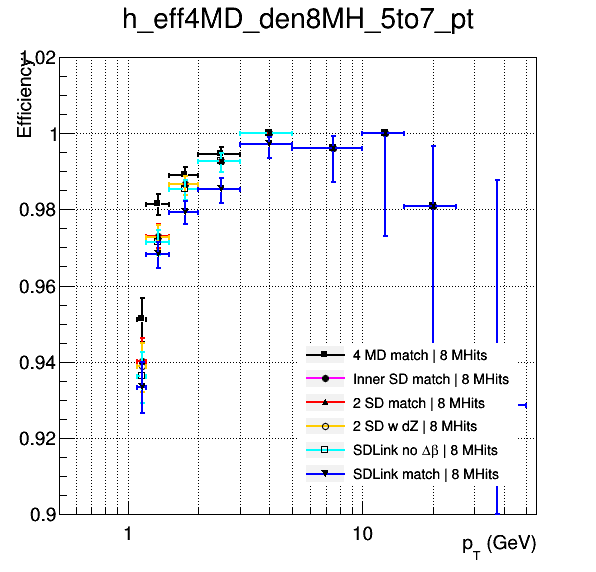 h_eff4MD_den8MH_5to7_pt
Efficiency
1.02
1
0.98
0.96
0.94
0.92
0.9
4 MD match | 8 MHits
Inner SD match | 8 MHits
2 SD match | 8 MHits
2 SD w dZ | 8 MHits
SDLink no Δβ | 8 MHits
SDLink match | 8 MHits
1
10
p_T (GeV)